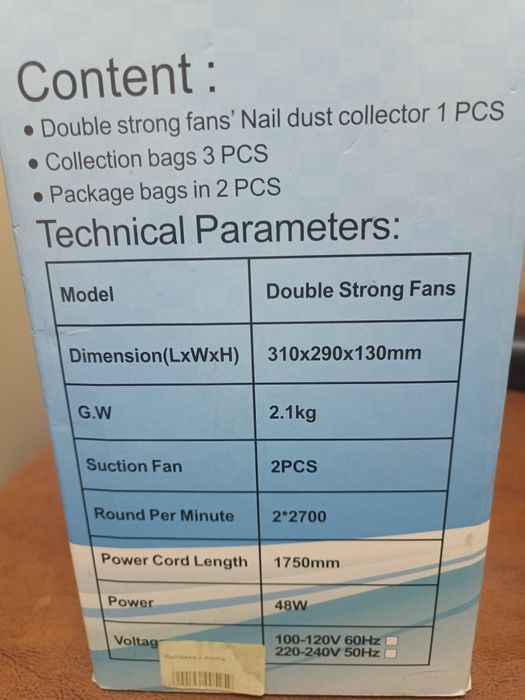 Content :
• Double strong fans' Nail dust collector 1 PCS
• Collection bags 3 PCS
• Package bags in 2 PCS
Technical Parameters:
Model Double Strong Fans
Dimension(LxWxH) 310x290x130mm
G.W 2.1kg
Suction Fan 2PCS
Round Per Minute 2*2700
Power Cord Length 1750mm
Power 48W
Voltag 100-120V 60Hz
220-240V 50Hz